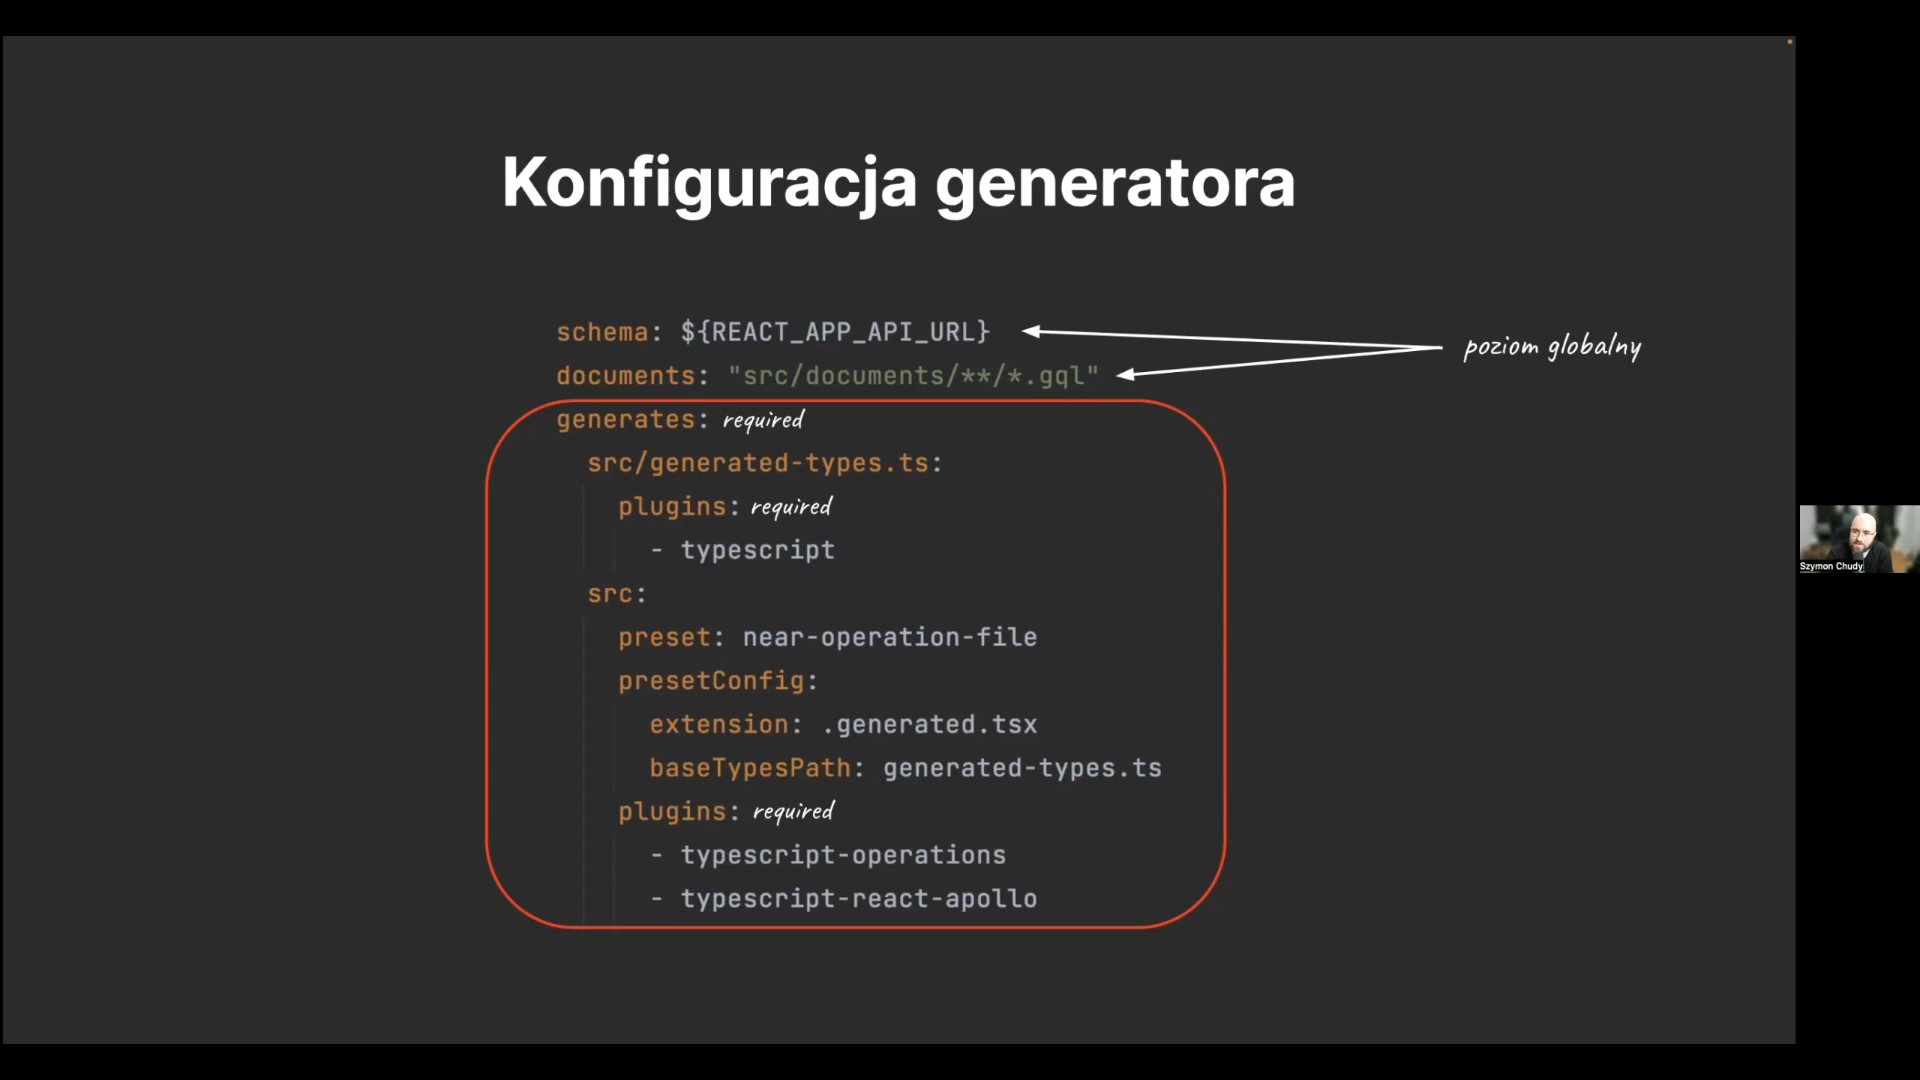 Konfiguracja generatora
schema: ${REACT_APP_API_URL}
poziom globalny
documents: "src/documents/**/*.gql"
generates: required
src/generated-types.ts:
plugins: required
- typescript
src:
preset: near-operation-file
presetConfig:
extension: .generated.tsx
baseTypesPath: generated-types.ts
plugins: required
- typescript-operations
- typescript-react-apollo
Szymon Chudy